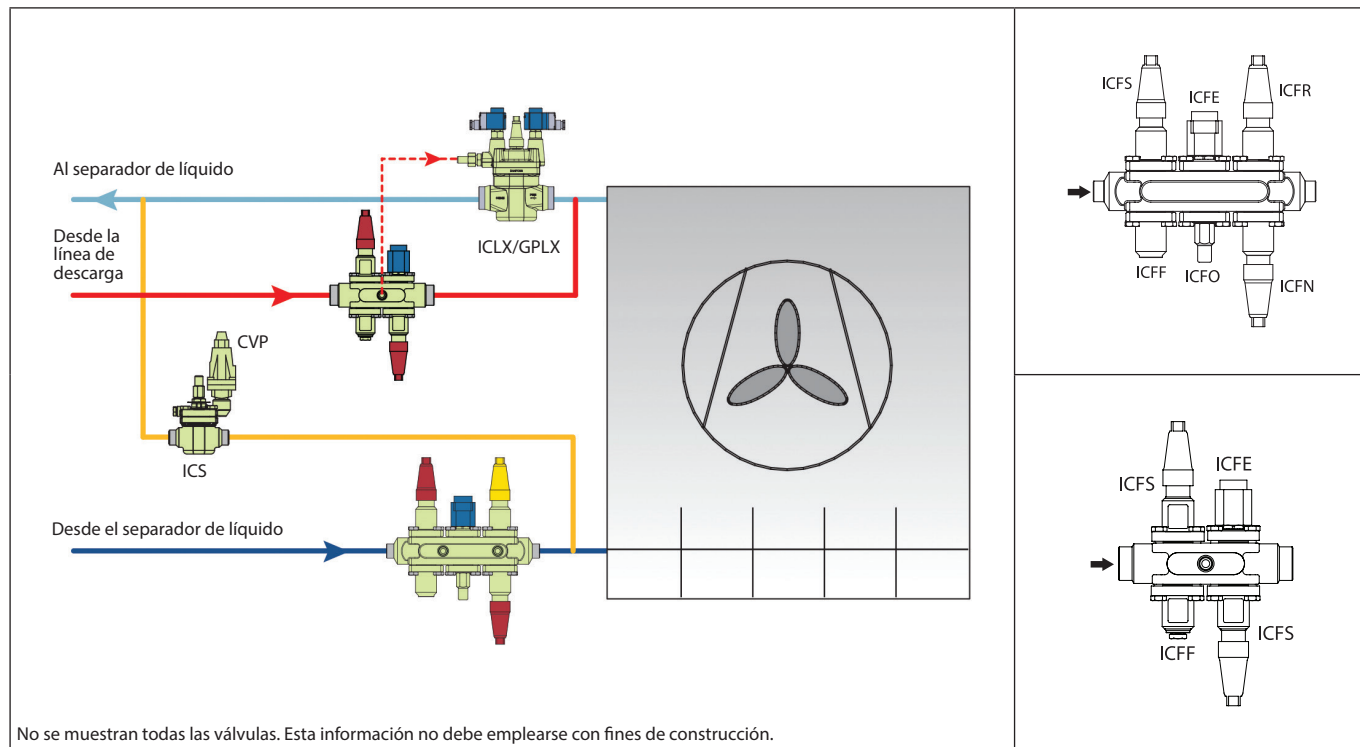 Al separador de líquido
Desde la
línea de
descarga
ICLX/GPLX
CVP
ICS
Desde el separador de líquido
No se muestran todas las válvulas. Esta información no debe emplearse con fines de construcción.
ICFS
ICFE
ICFR
ICFF
ICFO
ICFN
ICFS
ICFE
ICFF
ICFS